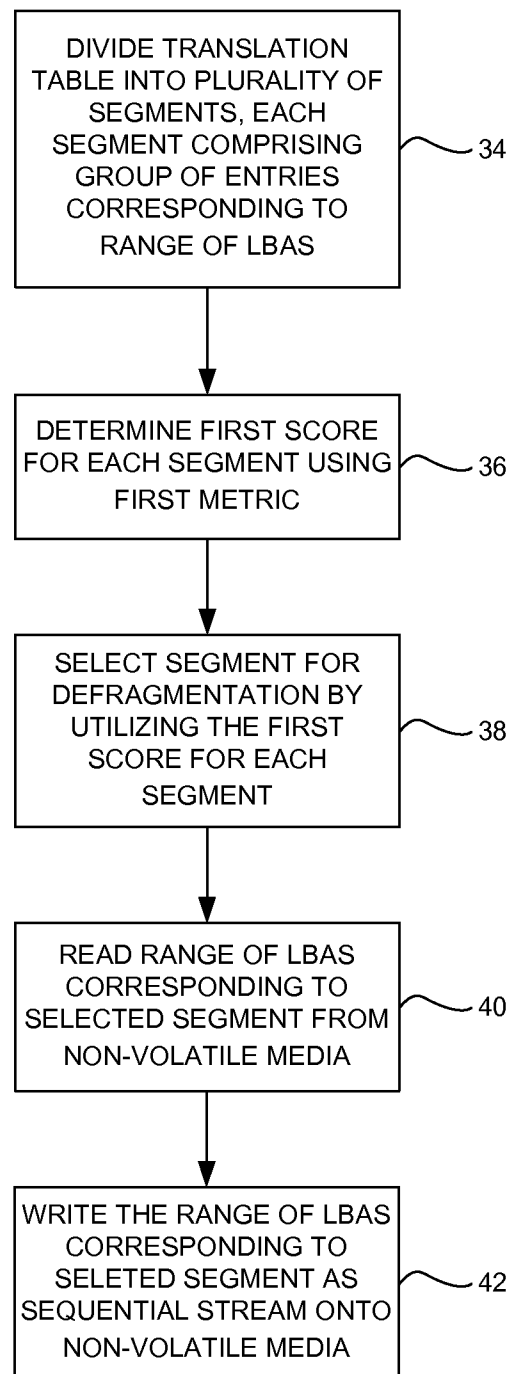 DIVIDE TRANSLATION
TABLE INTO PLURALITY OF
SEGMENTS, EACH
SEGMENT COMPRISING
GROUP OF ENTRIES
CORRESPONDING TO
RANGE OF LBAS
34
DETERMINE FIRST SCORE
FOR EACH SEGMENT USING
FIRST METRIC
36
SELECT SEGMENT FOR
DEFRAGMENTATION BY
UTILIZING THE FIRST
SCORE FOR EACH
SEGMENT
38
READ RANGE OF LBAS
CORRESPONDING TO
SELECTED SEGMENT FROM
NON-VOLATILE MEDIA
40
WRITE THE RANGE OF LBAS
CORRESPONDING TO
SELETED SEGMENT AS
SEQUENTIAL STREAM ONTO
NON-VOLATILE MEDIA
42